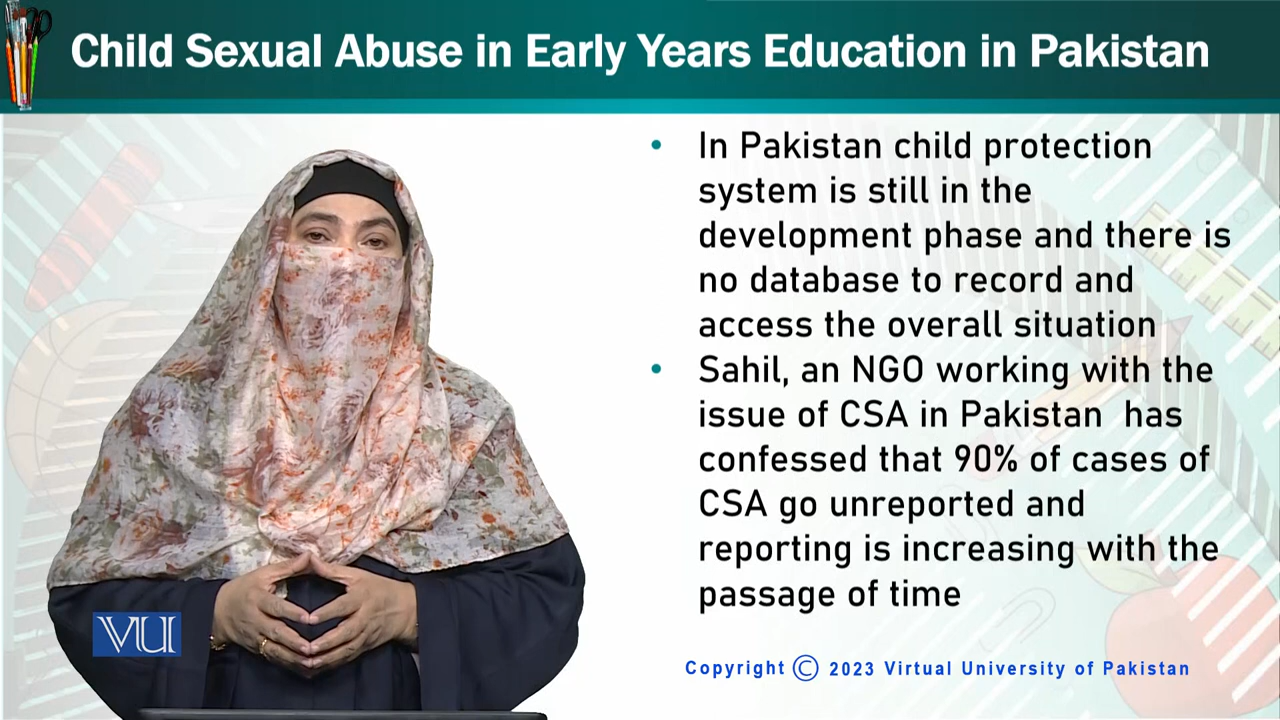 Child Sexual Abuse in Early Years Education in Pakistan
• In Pakistan child protection
system is still in the
development phase and there is
no database to record and
access the overall situation
• Sahil, an NGO working with the
issue of CSA in Pakistan has
confessed that 90% of cases of
CSA go unreported and
reporting is increasing with the
passage of time
VU
Copyright © 2023 Virtual University of Pakistan